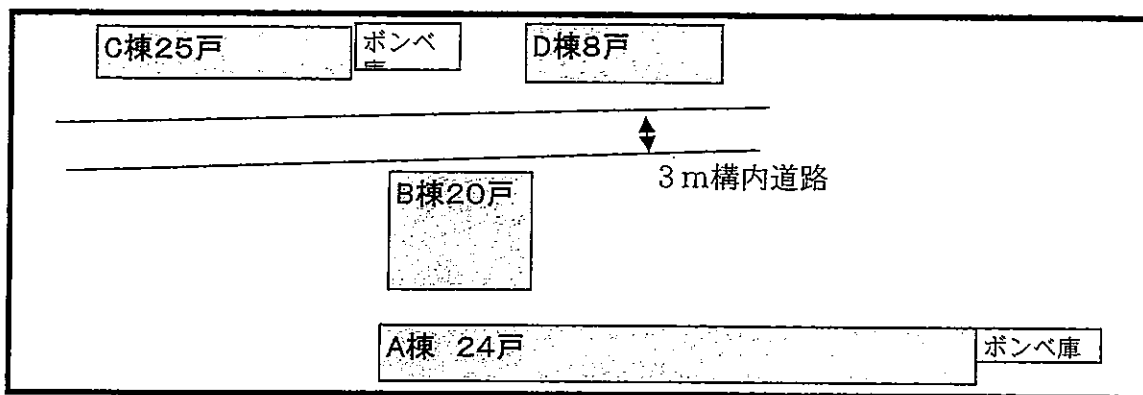 C棟25戸
ボンベ
庫
D棟8戸
3m構内道路
B棟20戸
A棟 24戸
ボンベ庫